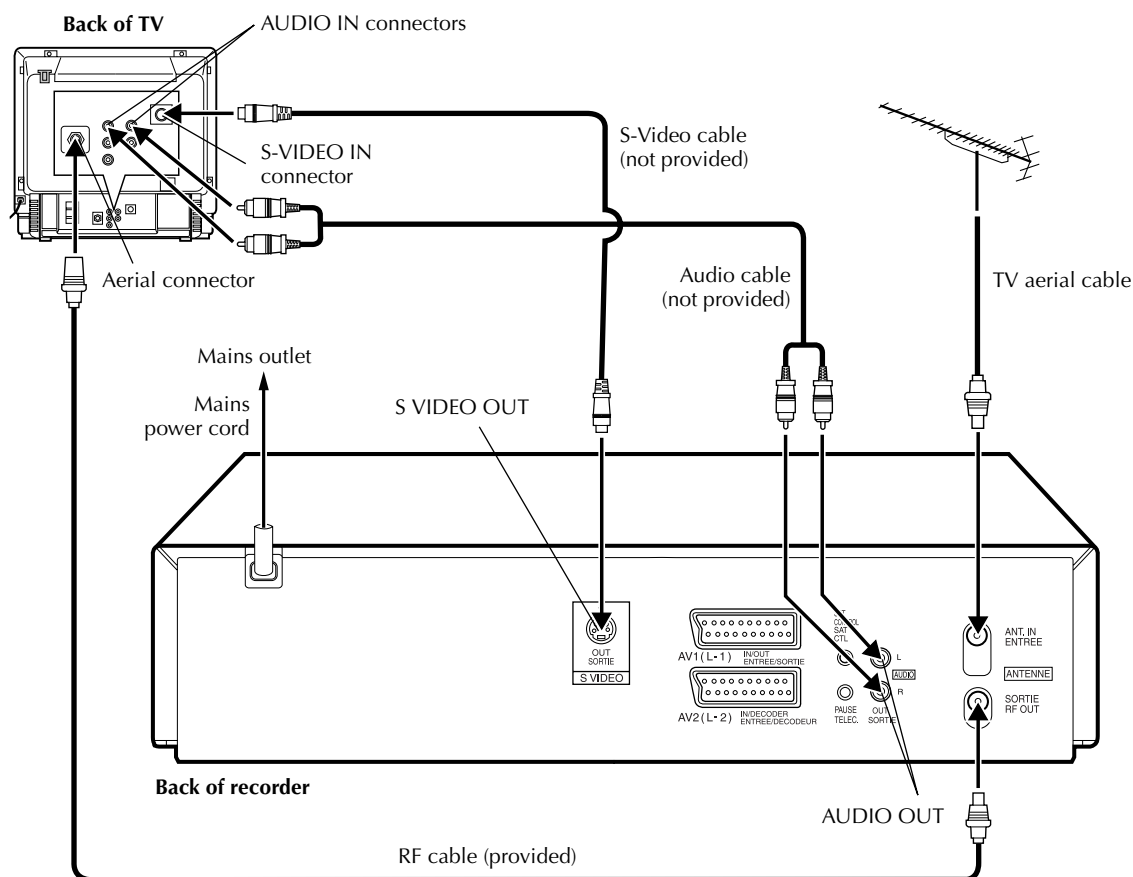 Back of TV
AUDIO IN connectors
S-VIDEO IN
connector
S-Video cable
(not provided)
Aerial connector
Audio cable
(not provided)
TV aerial cable
Mains outlet
Mains
power cord
S VIDEO OUT
OUT
SORTIE
S VIDEO
AV1 (L-1)
IN/OUT
ENTREE/SORTIE
AV2 (L-2)
IN/DECODER
ENTREE/DECODEUR
SAT
CTL
PAUSE
TELEC.
L
AUDIO
R
OUT
SORTIE
ANT. IN
ENTREE
ANTENNE
SORTIE
RF OUT
Back of recorder
AUDIO OUT
RF cable (provided)